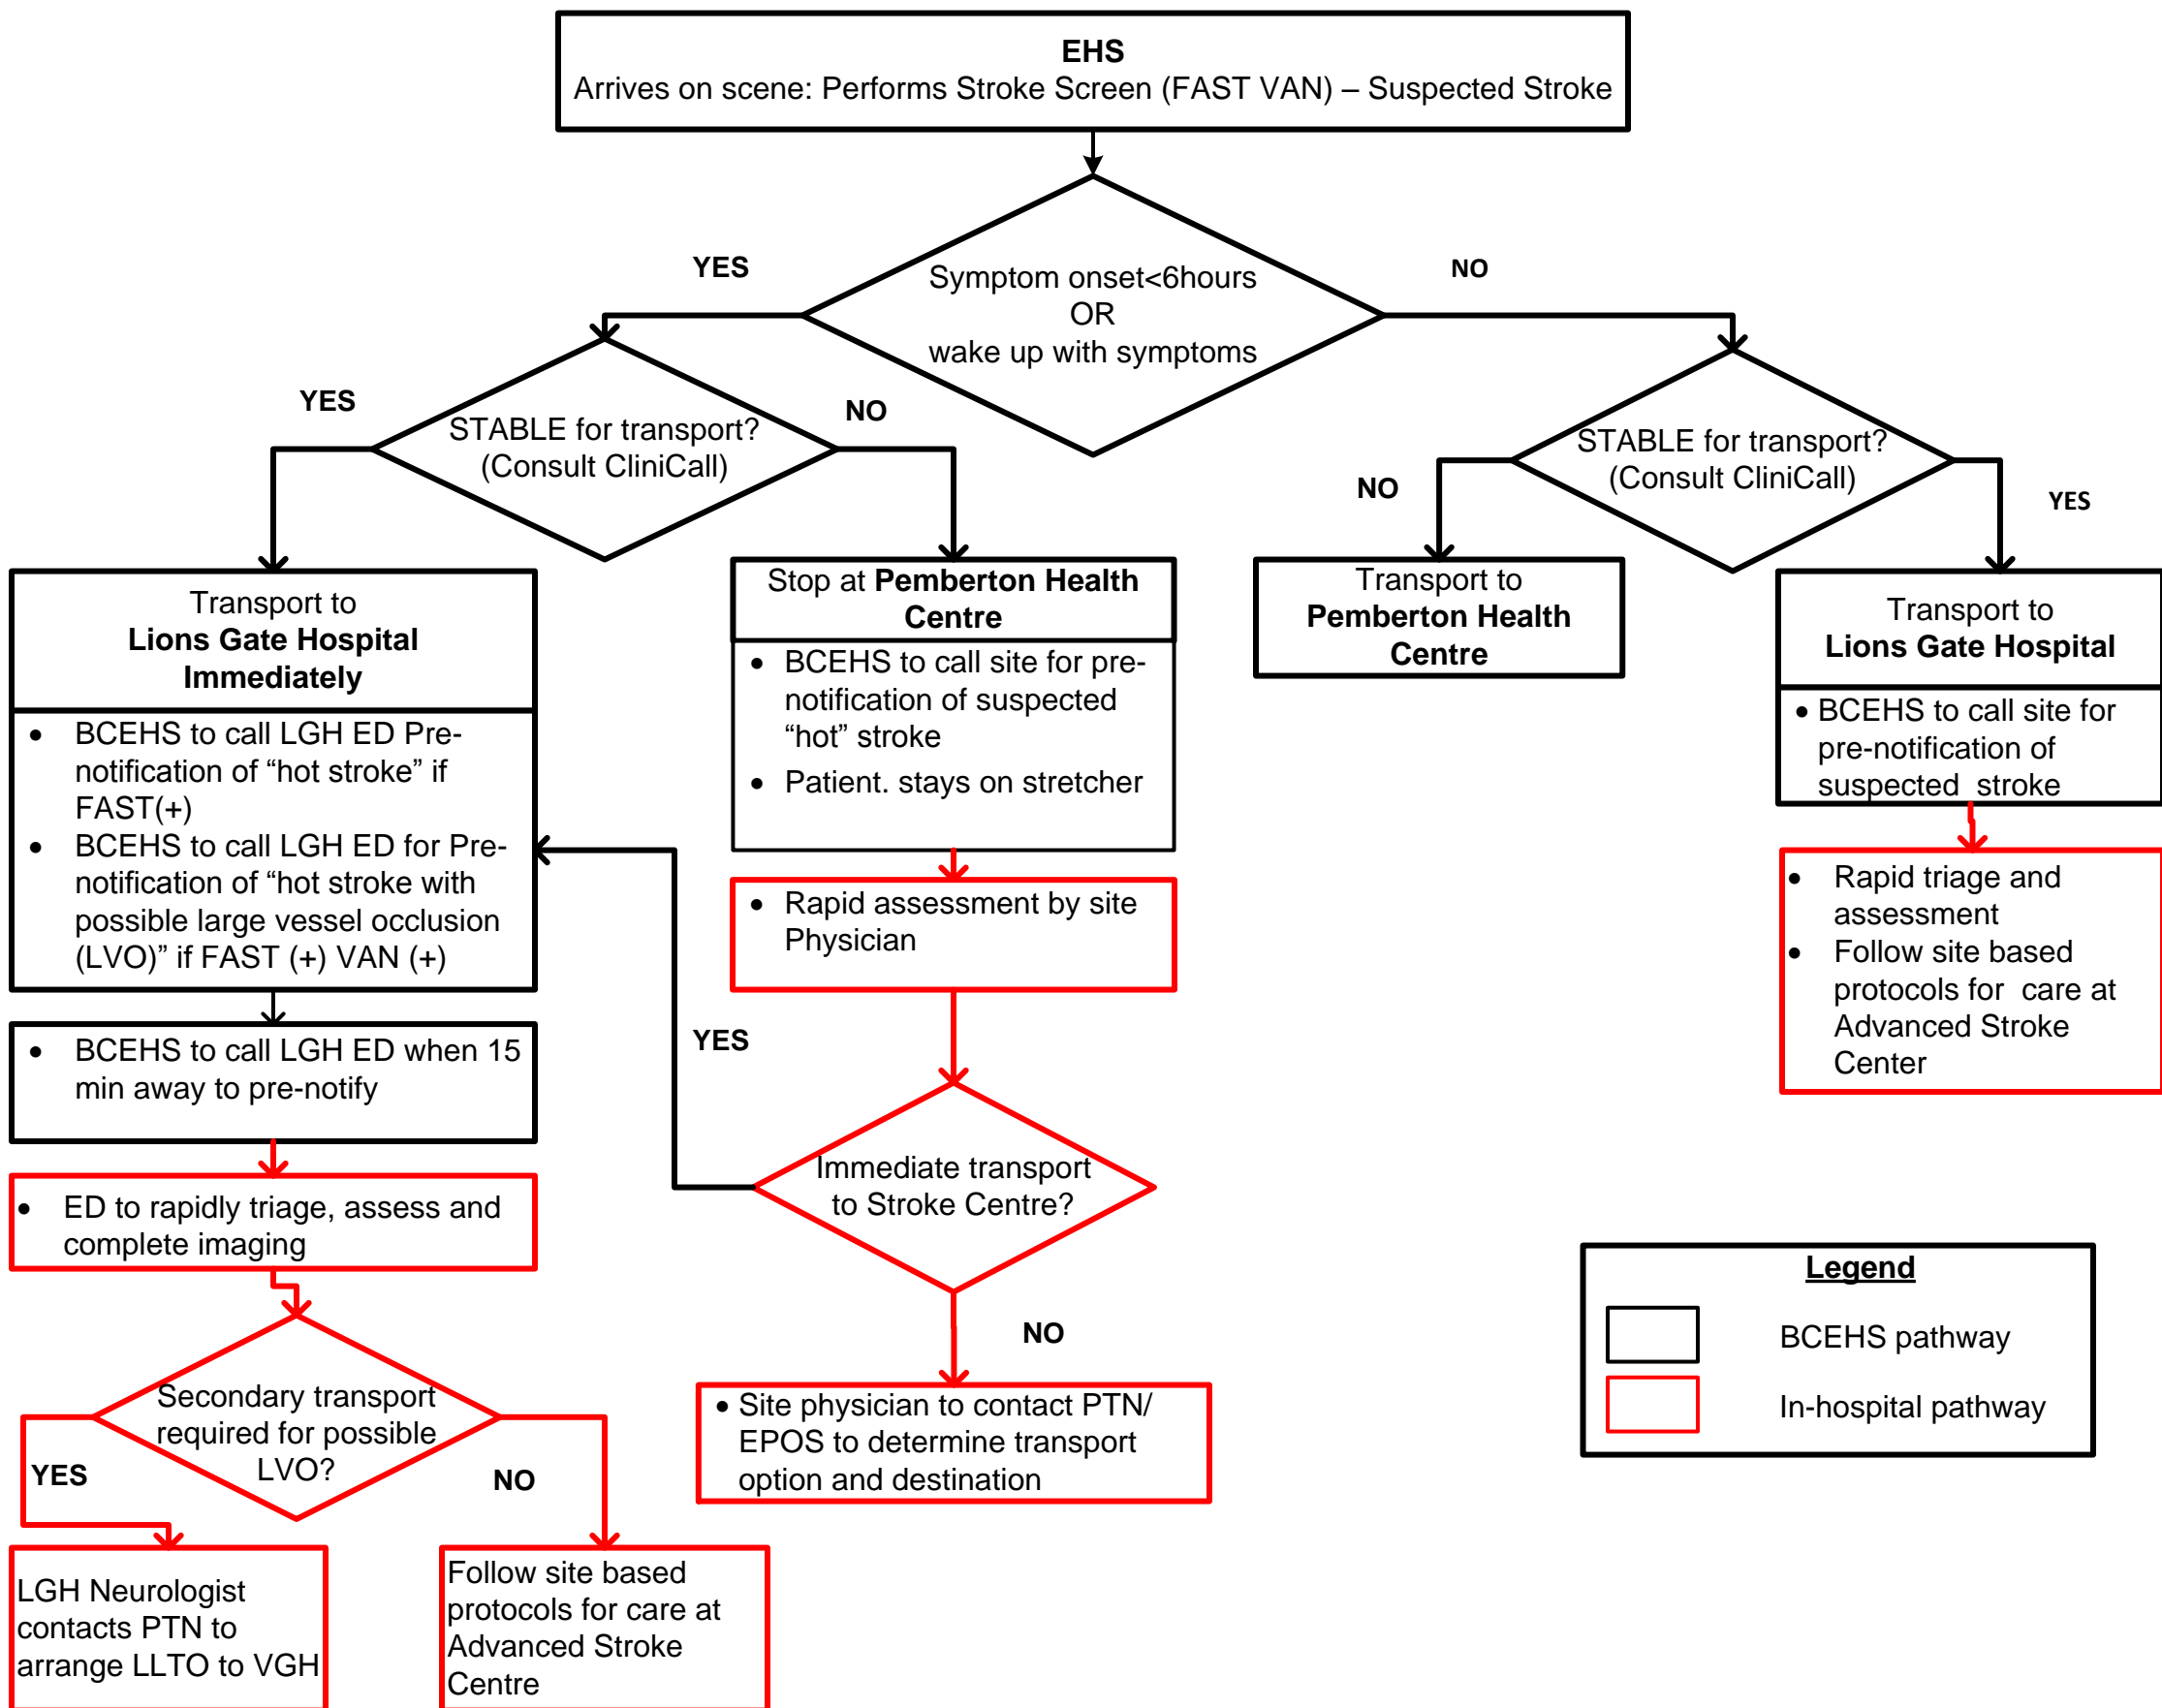 EHS
Arrives on scene: Performs Stroke Screen (FAST VAN) – Suspected Stroke
YES
NO
Symptom onset<6hours
OR
wake up with symptoms
YES
NO
STABLE for transport?
(Consult CliniCall)
STABLE for transport?
(Consult CliniCall)
NO
YES
Transport to
Lions Gate Hospital
Immediately
• BCEHS to call LGH ED Pre-
notification of “hot stroke” if
FAST(+)
• BCEHS to call LGH ED for Pre-
notification of “hot stroke with
possible large vessel occlusion
(LVO)” if FAST (+) VAN (+)
• BCEHS to call LGH ED when 15
min away to pre-notify
• ED to rapidly triage, assess and
complete imaging
Secondary transport
required for possible
LVO?
YES
NO
LGH Neurologist
contacts PTN to
arrange LLTO to VGH
Follow site based
protocols for care at
Advanced Stroke
Centre
Stop at Pemberton Health
Centre
• BCEHS to call site for pre-
notification of suspected
“hot” stroke
• Patient. stays on stretcher
• Rapid assessment by site
Physician
YES
Immediate transport
to Stroke Centre?
NO
• Site physician to contact PTN/
EPOS to determine transport
option and destination
Transport to
Pemberton Health
Centre
Transport to
Lions Gate Hospital
• BCEHS to call site for
pre-notification of
suspected  stroke
• Rapid triage and
assessment
• Follow site based
protocols for  care at
Advanced Stroke
Center
Legend
BCEHS pathway
In-hospital pathway